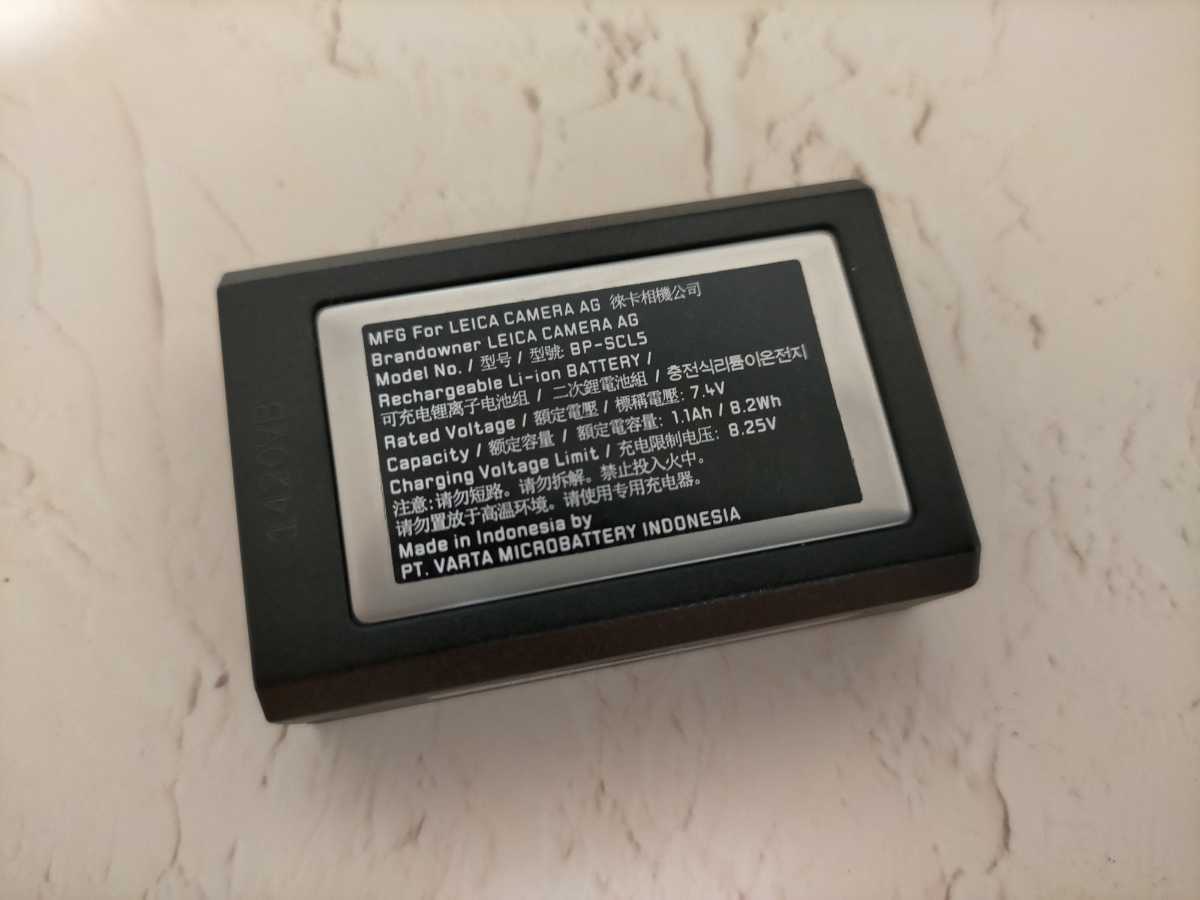 MFG For LEICA CAMERA AG 徠卡相機公司
Brandowner LEICA CAMERA AG
Model No. / 型号 / 型號: BP-SCL5
Rechargeable Li-ion BATTERY /
可充电锂离子电池组 / 二次鋰電池組 / 충전식리튬이온전지
Rated Voltage / 額定電壓 / 標稱電壓: 7.4V
Capacity / 额定容量 / 額定電容量: 1.1Ah / 8.2Wh
Charging Voltage Limit / 充电限制电压: 8.25V
注意:请勿短路。请勿拆解。禁止投入火中。
请勿置放于高温环境。请使用专用充电器。
Made in Indonesia by
PT. VARTA MICROBATTERY INDONESIA